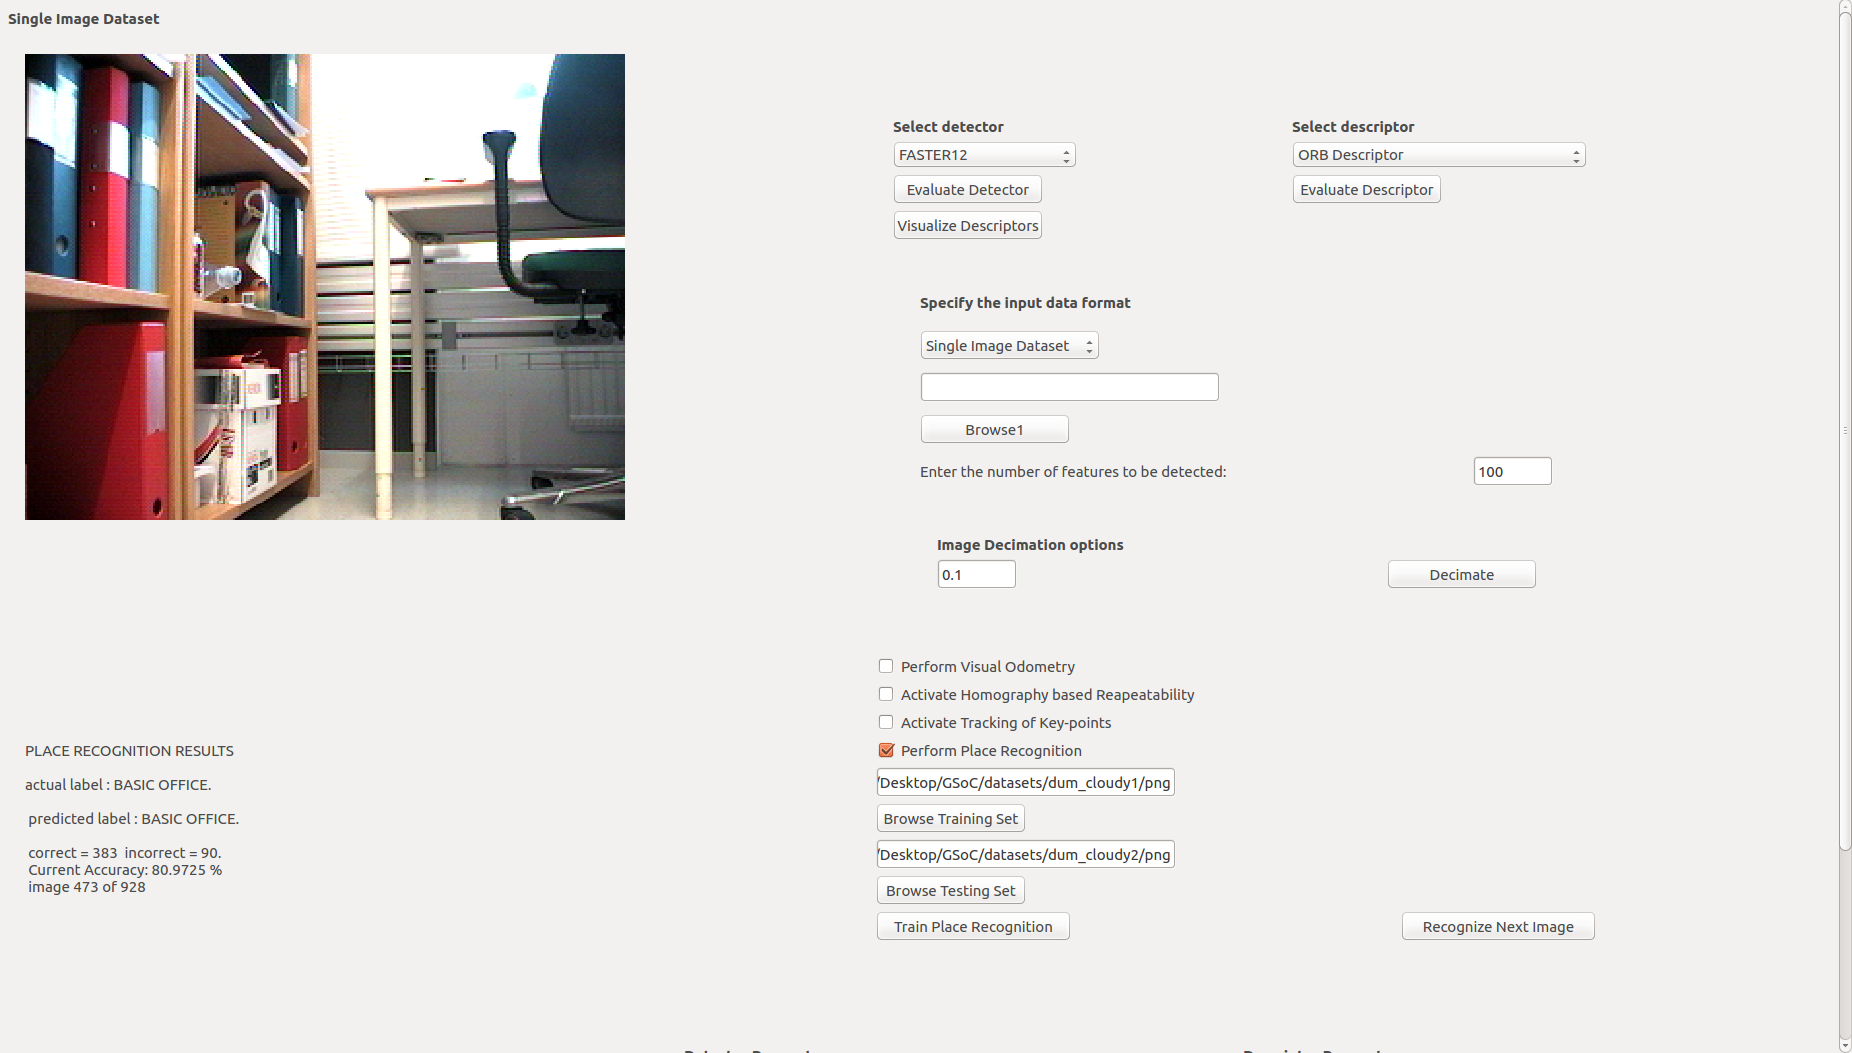 Single Image Dataset
Select detector
Select descriptor
FASTER12
ORB Descriptor
Evaluate Detector
Evaluate Descriptor
Visualize Descriptors
Specify the input data format
Single Image Dataset
Browse1
Enter the number of features to be detected:
100
Image Decimation options
0.1
Decimate
Perform Visual Odometry
Activate Homography based Reapeatability
Activate Tracking of Key-points
Perform Place Recognition
/Desktop/GSoC/datasets/dum_cloudy1/png
Browse Training Set
/Desktop/GSoC/datasets/dum_cloudy2/png
Browse Testing Set
Train Place Recognition
Recognize Next Image
PLACE RECOGNITION RESULTS
actual label : BASIC OFFICE.
predicted label : BASIC OFFICE.
correct = 383 incorrect = 90.
Current Accuracy: 80.9725 %
image 473 of 928